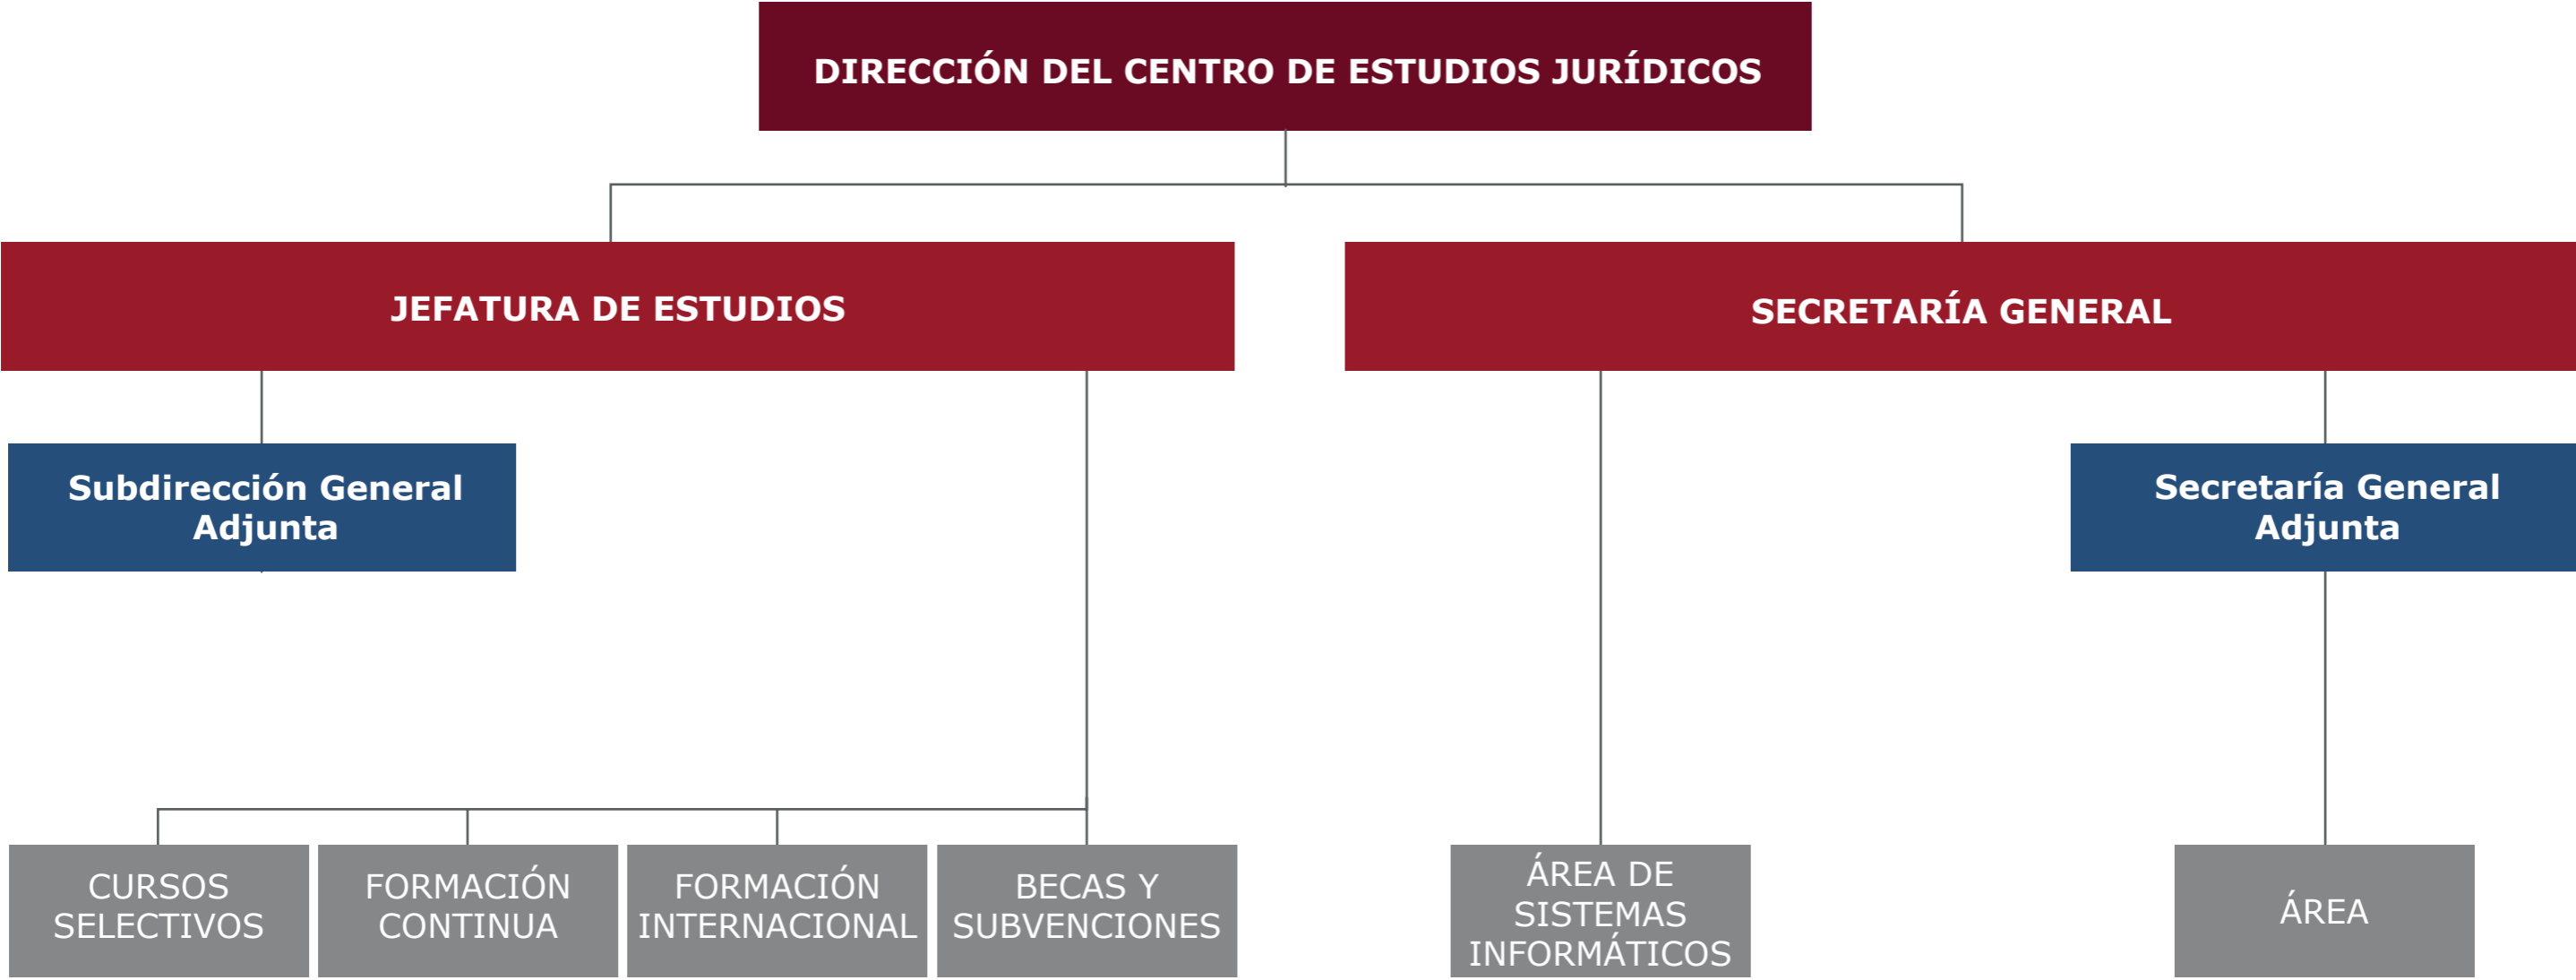 DIRECCIÓN DEL CENTRO DE ESTUDIOS JURÍDICOS
JEFATURA DE ESTUDIOS
SECRETARÍA GENERAL
Subdirección General
Adjunta
Secretaría General
Adjunta
CURSOS
SELECTIVOS
FORMACIÓN
CONTINUA
FORMACIÓN
INTERNACIONAL
BECAS Y
SUBVENCIONES
ÁREA DE
SISTEMAS
INFORMÁTICOS
ÁREA